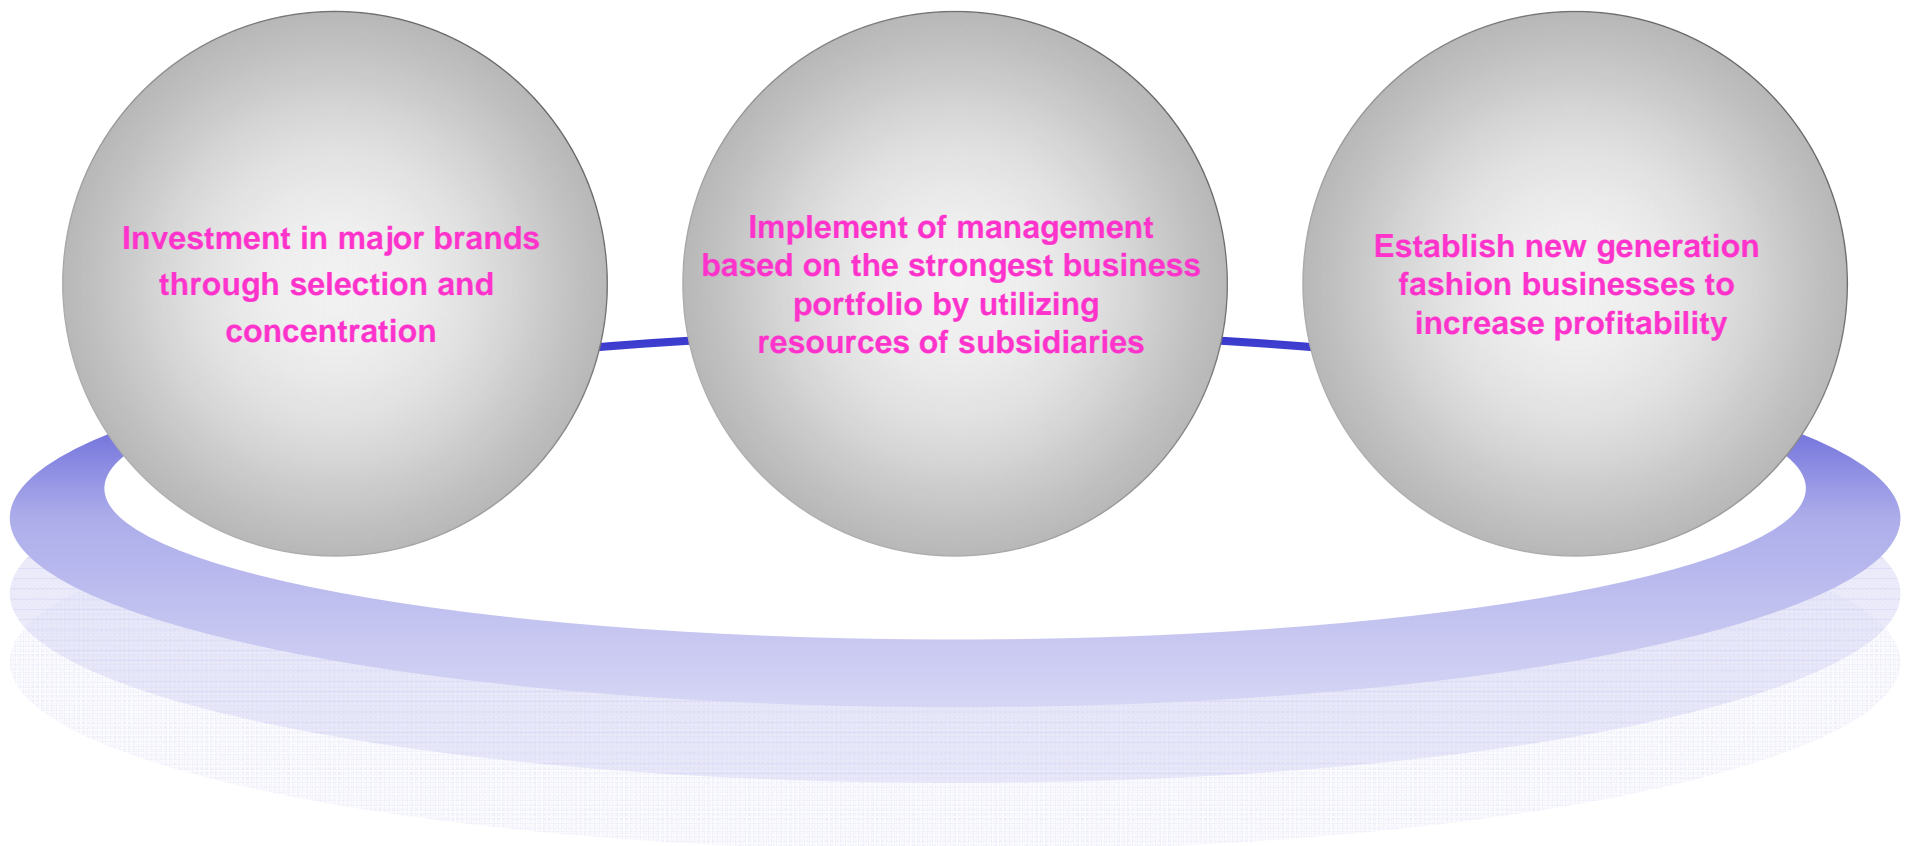 Investment in major brands
through selection and
concentration
Implement of management
based on the strongest business
portfolio by utilizing
resources of subsidiaries
Establish new generation
fashion businesses to
increase profitability